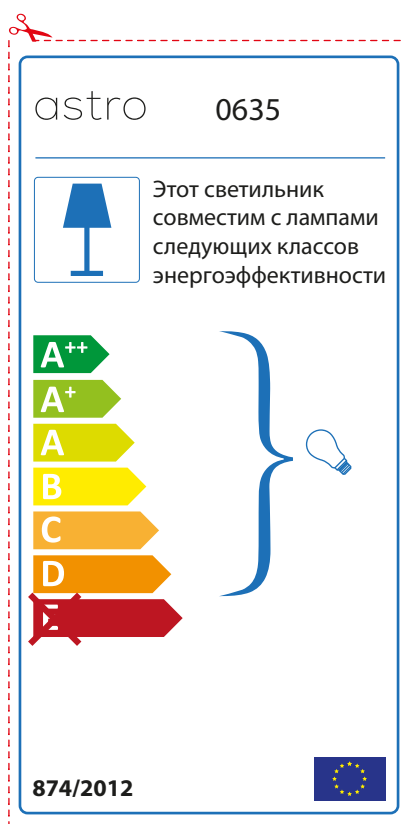 astro 0635
Этот светильник
совместим с лампами
следующих классов
энергоэффективности
A++
A+
A
B
C
D
E
874/2012